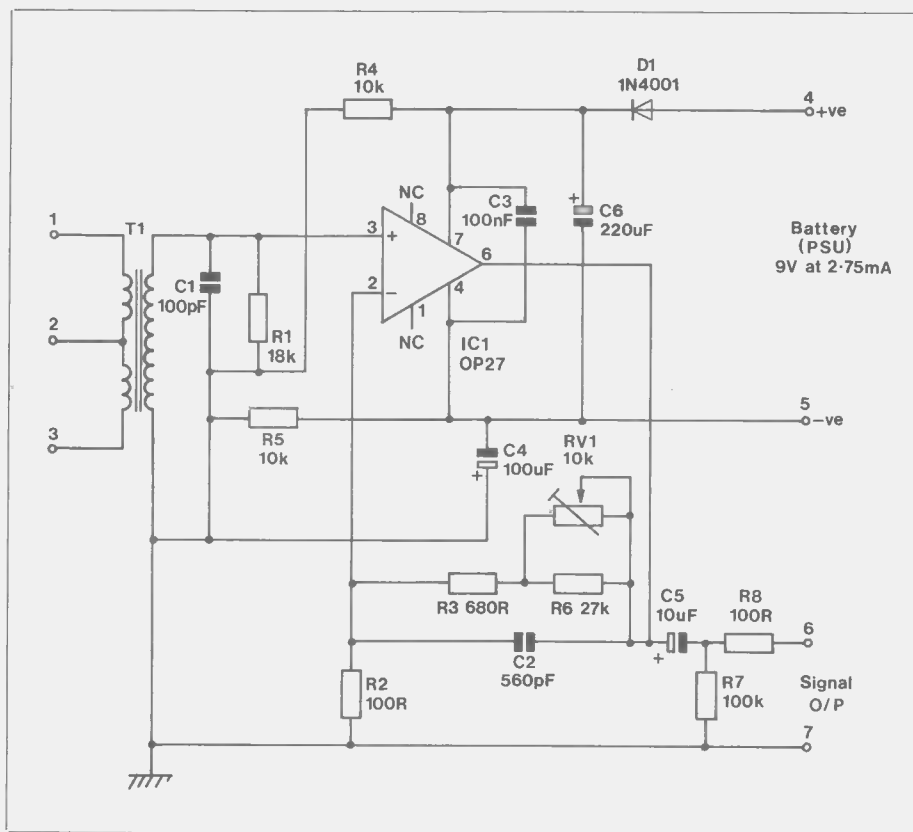 R4
10k
D1
1N4001
4
+ve
1
T1
NC
8
3
+
7
C3
100nF
+
C6
220uF
Battery
(PSU)
9V at 2·75mA
6
2
−
4
C1
100pF
R1
18k
1
NC
IC1
OP27
2
3
R5
10k
5
−ve
C4
100uF
+
RV1
10k
R3 680R
R6 27k
C5
10uF
R8
100R
6
+
C2
560pF
R2
100R
R7
100k
Signal
O/P
7